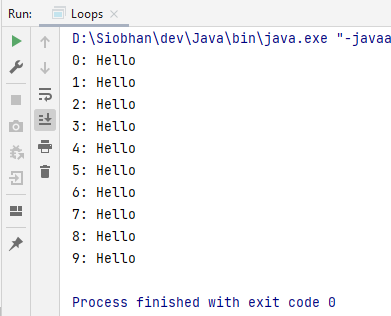 Run: Loops
D:\Siobhan\dev\Java\bin\java.exe "-javaa
0: Hello
1: Hello
2: Hello
3: Hello
4: Hello
5: Hello
6: Hello
7: Hello
8: Hello
9: Hello
Process finished with exit code 0